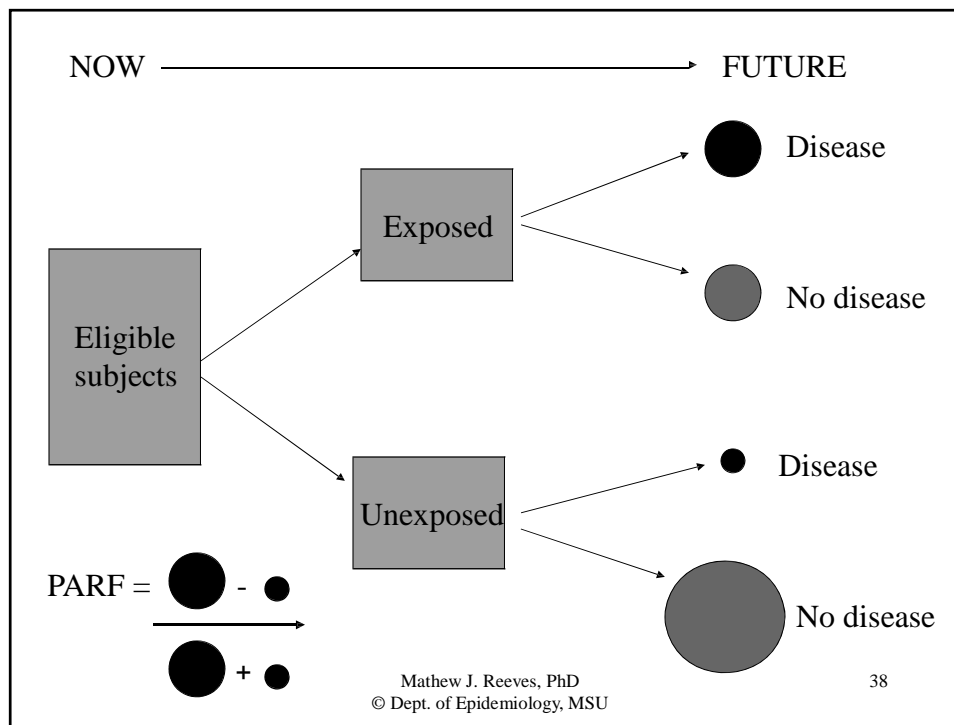 NOW
FUTURE
Disease
Exposed
No disease
Eligible
subjects
Disease
Unexposed
PARF =
-
+
No disease
Mathew J. Reeves, PhD
© Dept. of Epidemiology, MSU
38